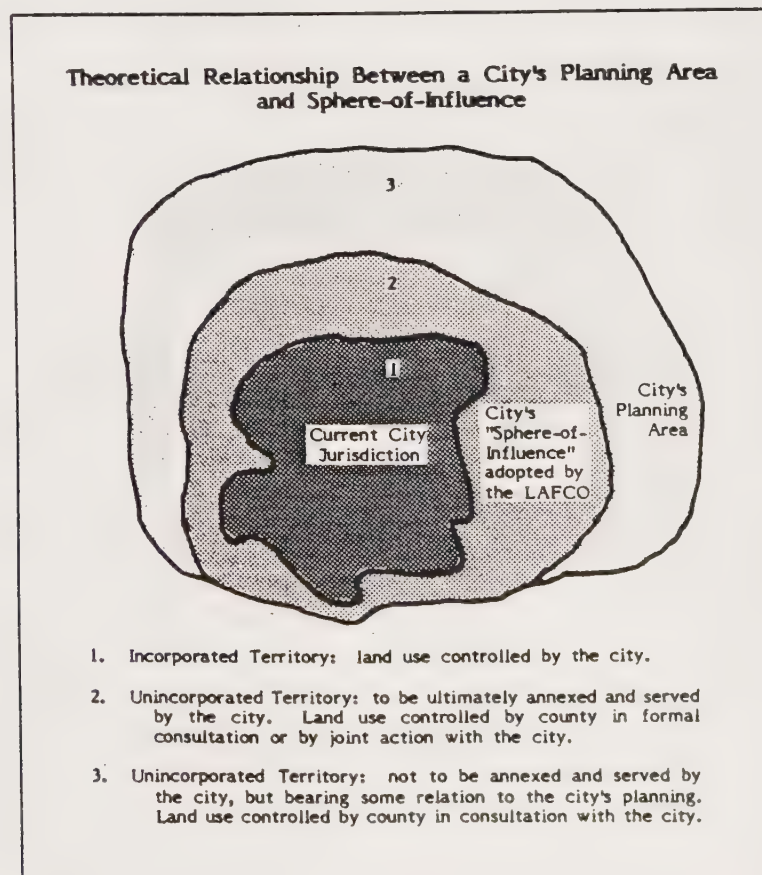 Theoretical Relationship Between a City's Planning Area
and Sphere-of-Influence
3
2
1
City's
Planning
Area
City's
"Sphere-of-
Influence"
adopted by
the LAFCO
Current City
Jurisdiction
1. Incorporated Territory: land use controlled by the city.
2. Unincorporated Territory: to be ultimately annexed and served
by the city. Land use controlled by county in formal
consultation or by joint action with the city.
3. Unincorporated Territory: not to be annexed and served by
the city, but bearing some relation to the city's planning.
Land use controlled by county in consultation with the city.